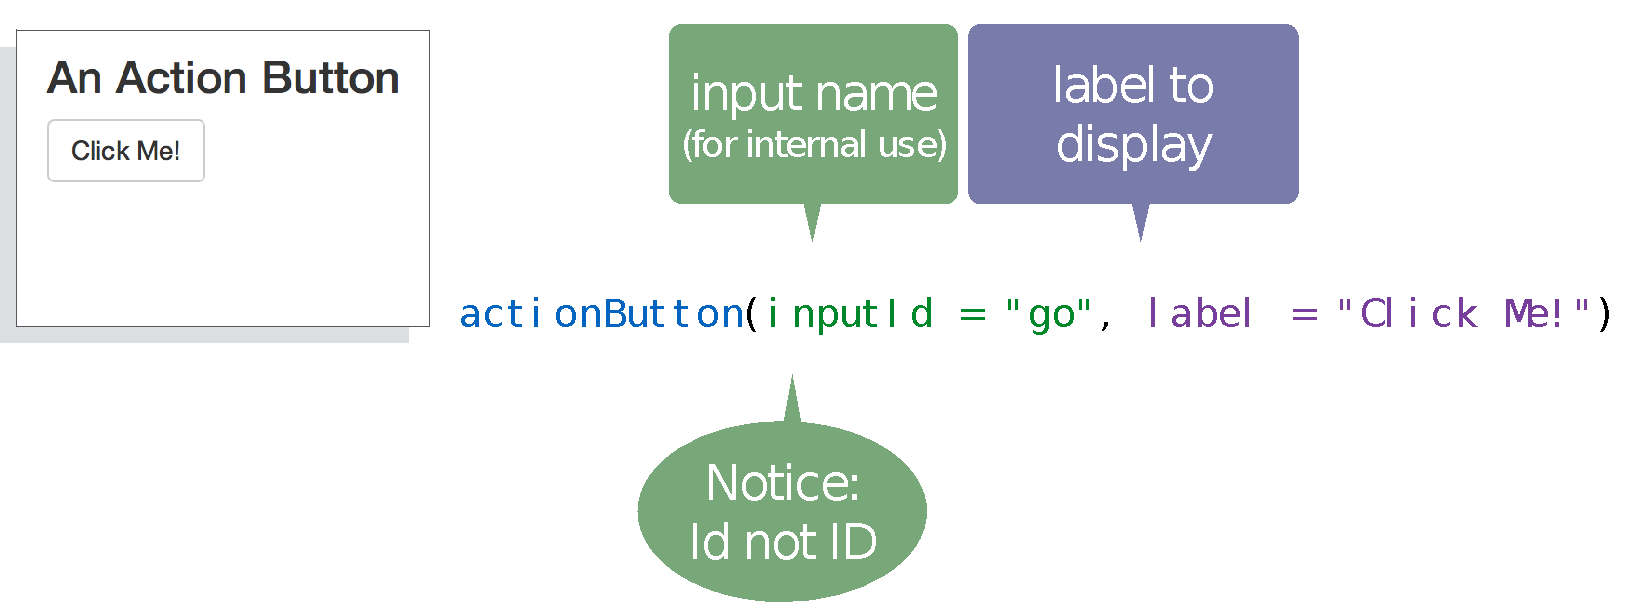 An Action Button
Click Me!
input name
(for internal use)
label to
display
actionButton(inputId = "go", label = "Click Me!")
Notice:
Id not ID